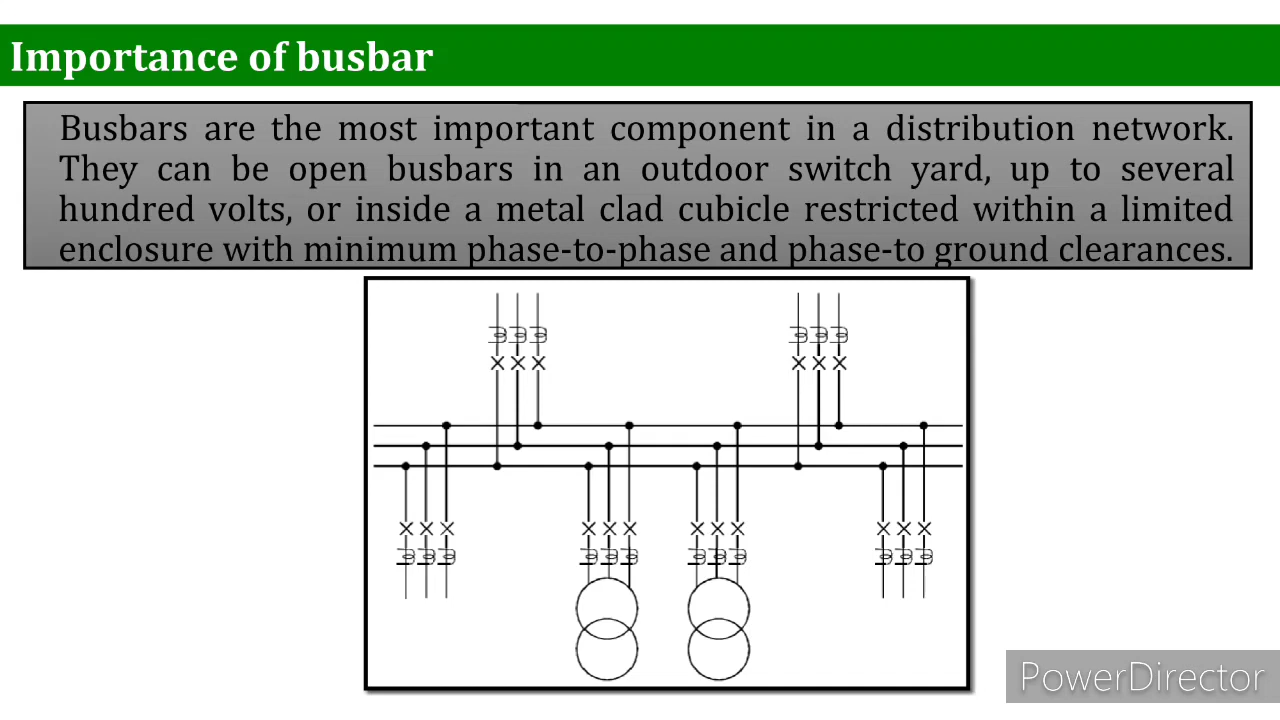 Importance of busbar
Busbars are the most important component in a distribution network.
They can be open busbars in an outdoor switch yard, up to several
hundred volts, or inside a metal clad cubicle restricted within a limited
enclosure with minimum phase-to-phase and phase-to ground clearances.
PowerDirector